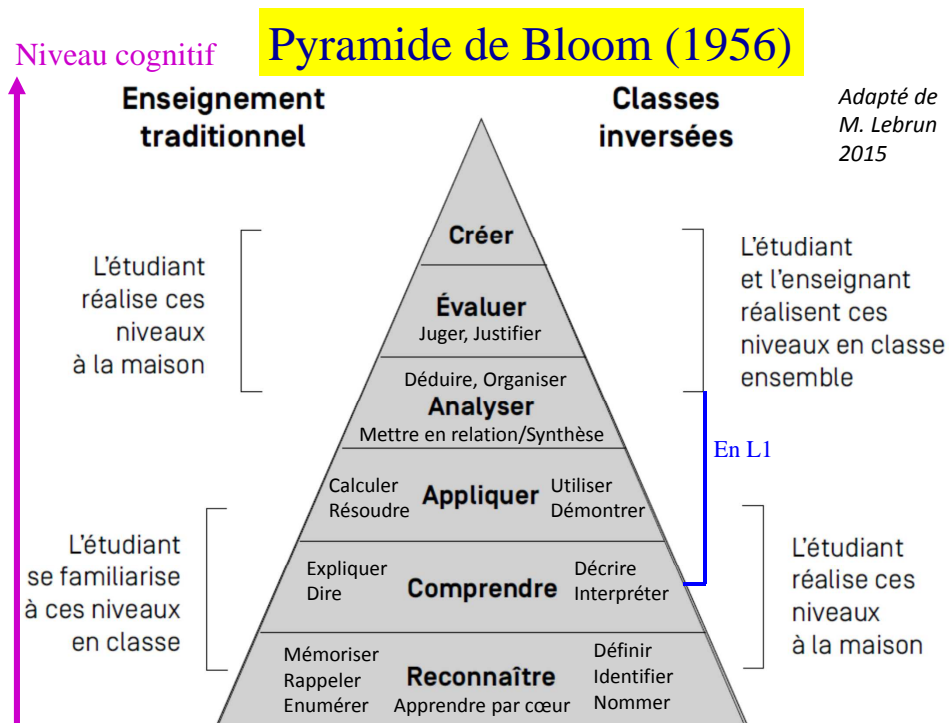 Niveau cognitif
Pyramide de Bloom (1956)
Enseignement
traditionnel
Classes
inversées
Adapté de
M. Lebrun
2015
Créer
L'étudiant
réalise ces
niveaux
à la maison
Évaluer
Juger, Justifier
L'étudiant
et l'enseignant
réalisent ces
niveaux en classe
ensemble
Déduire, Organiser
Analyser
Mettre en relation/Synthèse
En L1
Calculer
Résoudre
Appliquer
Utiliser
Démontrer
L'étudiant
se familiarise
à ces niveaux
en classe
Expliquer
Dire
Comprendre
Décrire
Interpréter
L'étudiant
réalise ces
niveaux
à la maison
Mémoriser
Rappeler
Enumérer
Reconnaître
Apprendre par cœur
Définir
Identifier
Nommer